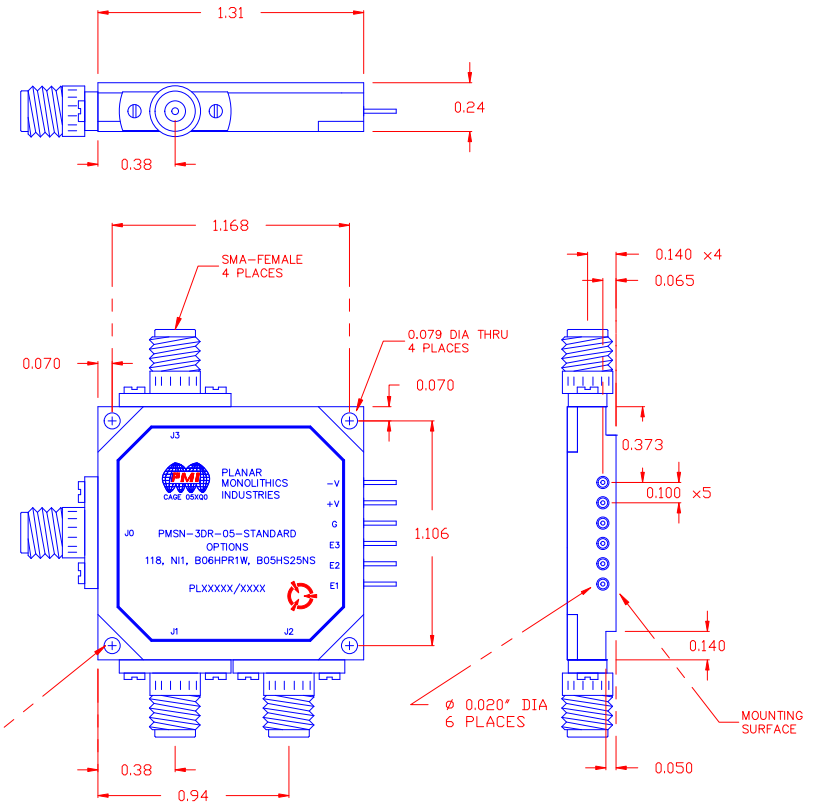 1.31
0.24
0.38
1.168
SMA-FEMALE
4 PLACES
0.140 ×4
0.065
0.079 DIA THRU
4 PLACES
0.070
0.070
J3
0.373
PMI
CAGE 05XQ0
PLANAR
MONOLITHICS
INDUSTRIES
-V
+V
G
E3
E2
E1
0.100 ×5
J0
PMSN-3DR-05-STANDARD
OPTIONS
118, NI1, B06HPR1W, B05HS25NS
1.106
PLXXXXX/XXXX
J1
J2
0.140
Ø 0.020" DIA
6 PLACES
MOUNTING
SURFACE
0.38
0.050
0.94